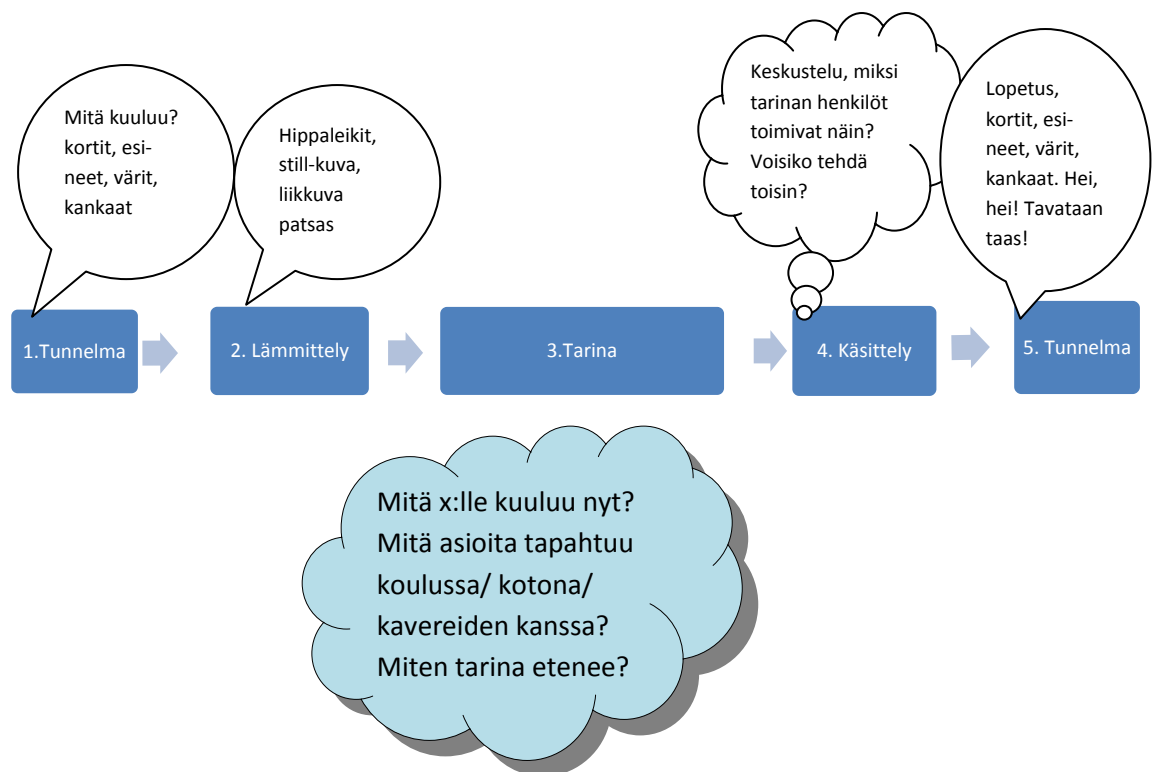 Mitä kuuluu?
kortit, esi-
neet, värit,
kankaat
Hippaleikit,
still-kuva,
liikkuva
patsas
Keskustelu, miksi
tarinan henkilöt
toimivat näin?
Voisiko tehdä
toisin?
Lopetus,
kortit, esi-
neet, värit,
kankaat. Hei,
hei! Tavataan
taas!
1.Tunnelma
2. Lämmittely
3.Tarina
4. Käsittely
5. Tunnelma
Mitä x:lle kuuluu nyt?
Mitä asioita tapahtuu
koulussa/ kotona/
kavereiden kanssa?
Miten tarina etenee?